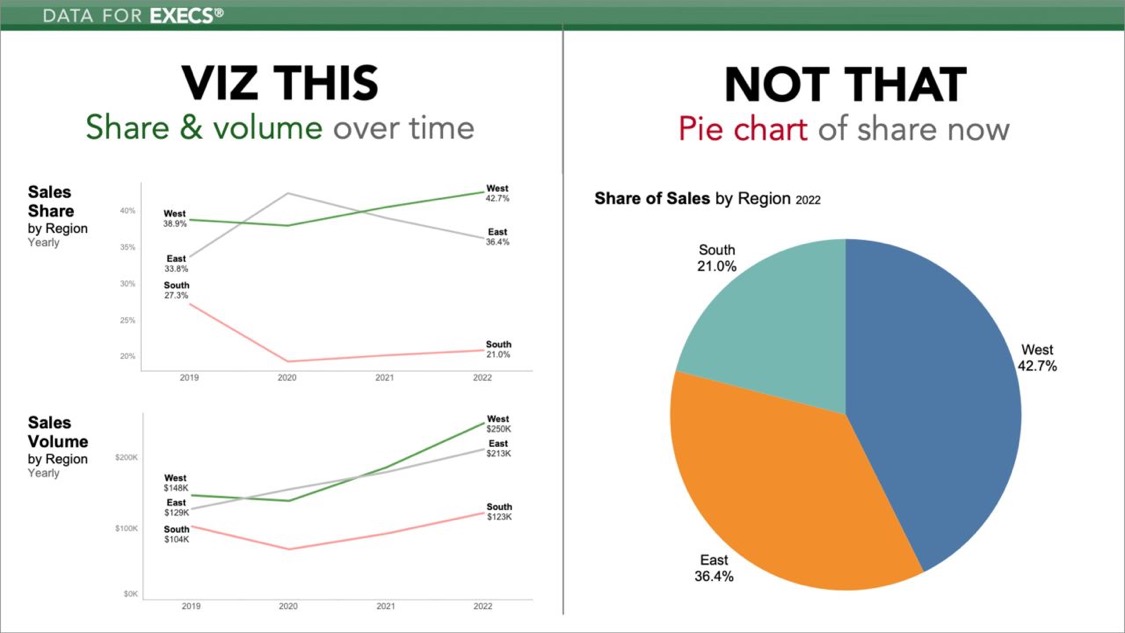 DATA FOR EXECS®
VIZ THIS
Share & volume over time
Sales
Share
by Region
Yearly
40%
35%
30%
25%
20%
West
38.9%
East
33.8%
South
27.3%
West
42.7%
East
36.4%
South
21.0%
2019
2020
2021
2022
Sales
Volume
by Region
Yearly
$200K
$100K
$0K
West
$148K
East
$129K
South
$104K
West
$250K
East
$213K
South
$123K
2019
2020
2021
2022
NOT THAT
Pie chart of share now
Share of Sales by Region 2022
South
21.0%
West
42.7%
East
36.4%